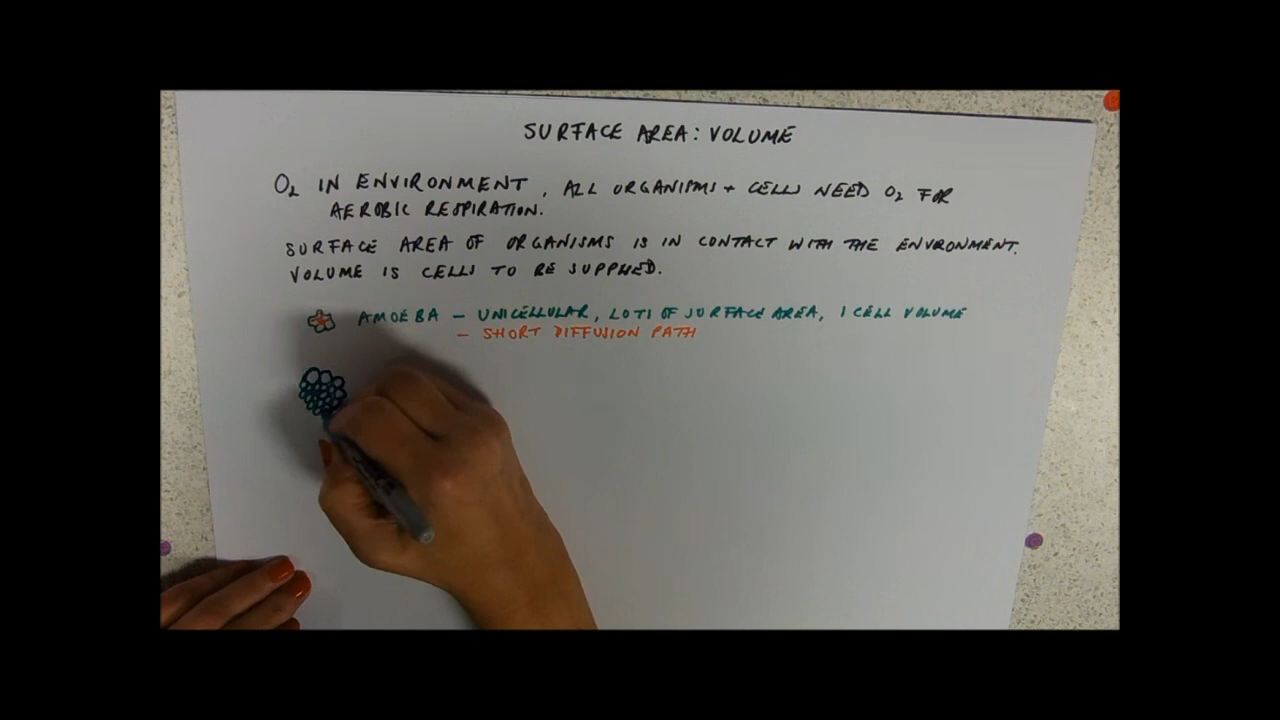 SURFACE AREA: VOLUME
O2 IN ENVIRONMENT, ALL ORGANISMS + CELLS NEED O2 FOR
AEROBIC RESPIRATION.
SURFACE AREA OF ORGANISMS IS IN CONTACT WITH THE ENVIRONMENT.
VOLUME IS CELLS TO BE SUPPLIED.
AMOEBA – UNICELLULAR, LOTS OF SURFACE AREA, 1 CELL VOLUME
– SHORT DIFFUSION PATH